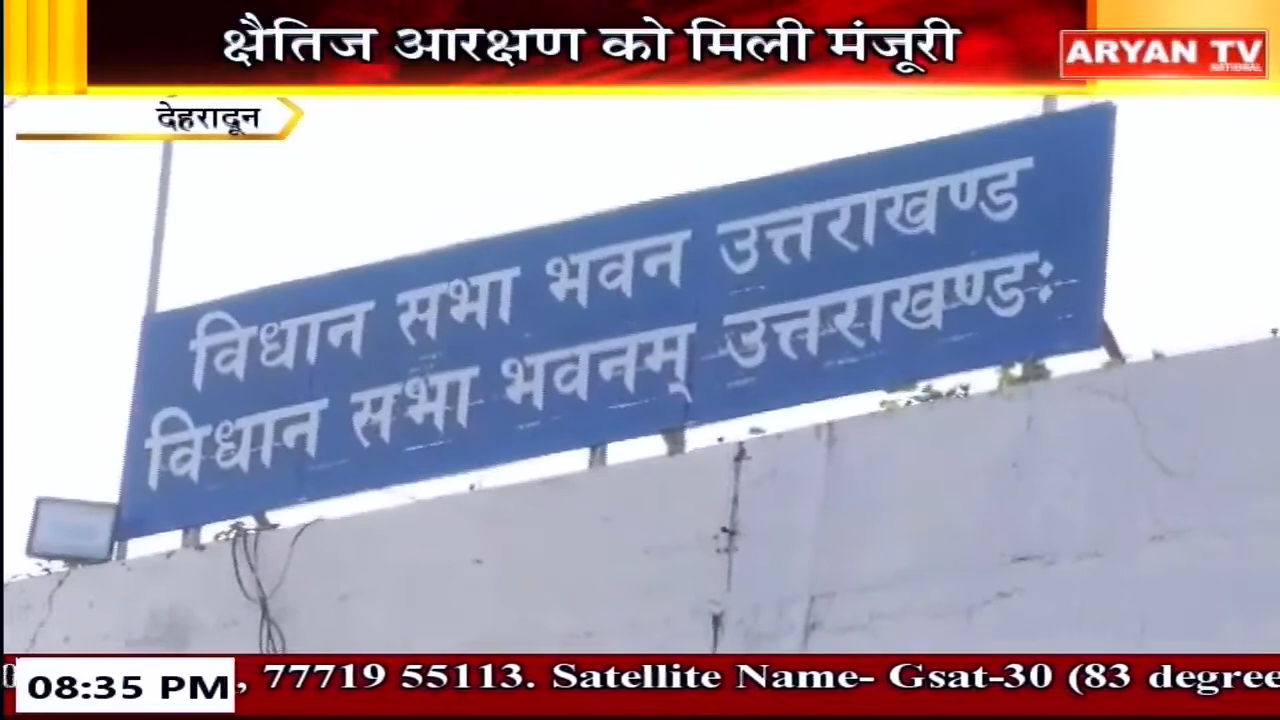 क्षैतिज आरक्षण को मिली मंजूरी
ARYAN TV
NATIONAL
देहरादून
विधान सभा भवन उत्तराखण्ड
विधान सभा भवनम् उत्तराखण्डः
08:35 PM
, 77719 55113. Satellite Name- Gsat-30 (83 degree